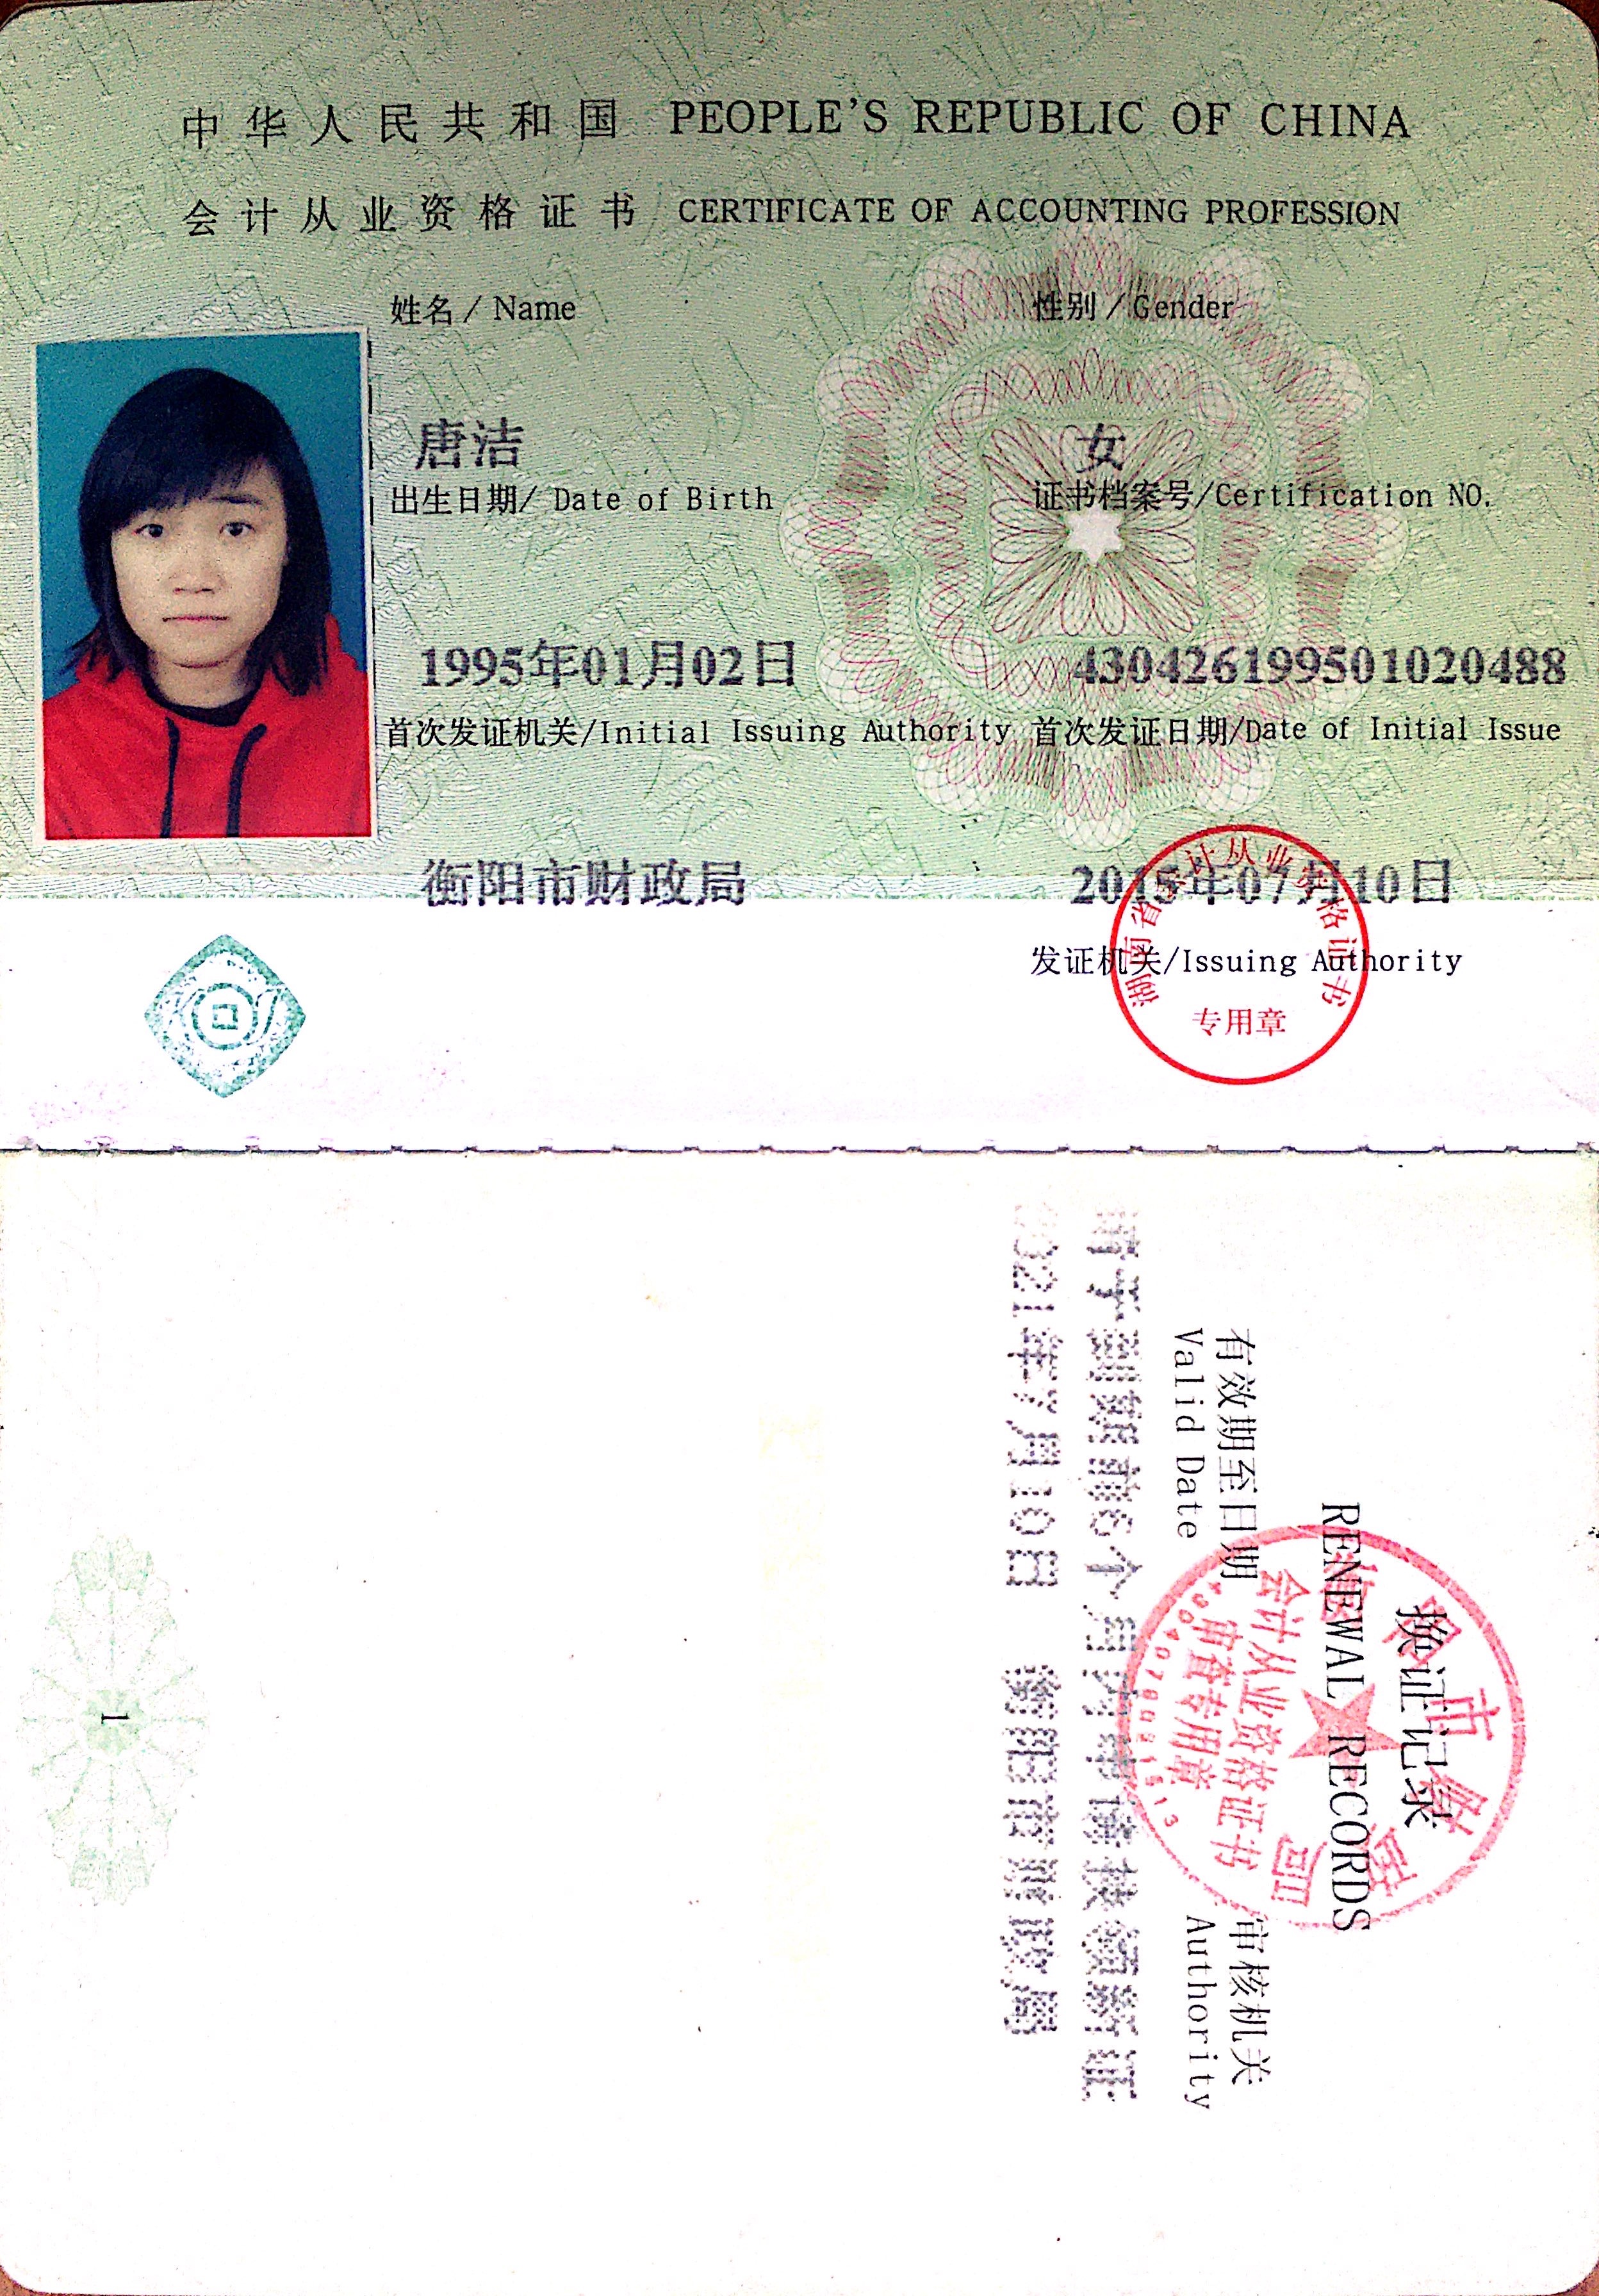 中华人民共和国 PEOPLE'S REPUBLIC OF CHINA
会计从业资格证书 CERTIFICATE OF ACCOUNTING PROFESSION
姓名/Name 性别/Gender
唐洁 女
出生日期/Date of Birth 证书档案号/Certification NO.
1995年01月02日 430426199501020488
首次发证机关/Initial Issuing Authority 首次发证日期/Date of Initial Issue
衡阳市财政局 2015年07月10日
发证机关/Issuing Authority
湖南省会计从业资格证书
专用章
换证记录
RENEWAL RECORDS
有效期至日期 审核机关
Valid Date Authority
请于到期前6个月内申请换领新证
2021年7月10日 衡阳市财政局
会计从业资格证书
审查专用章
1